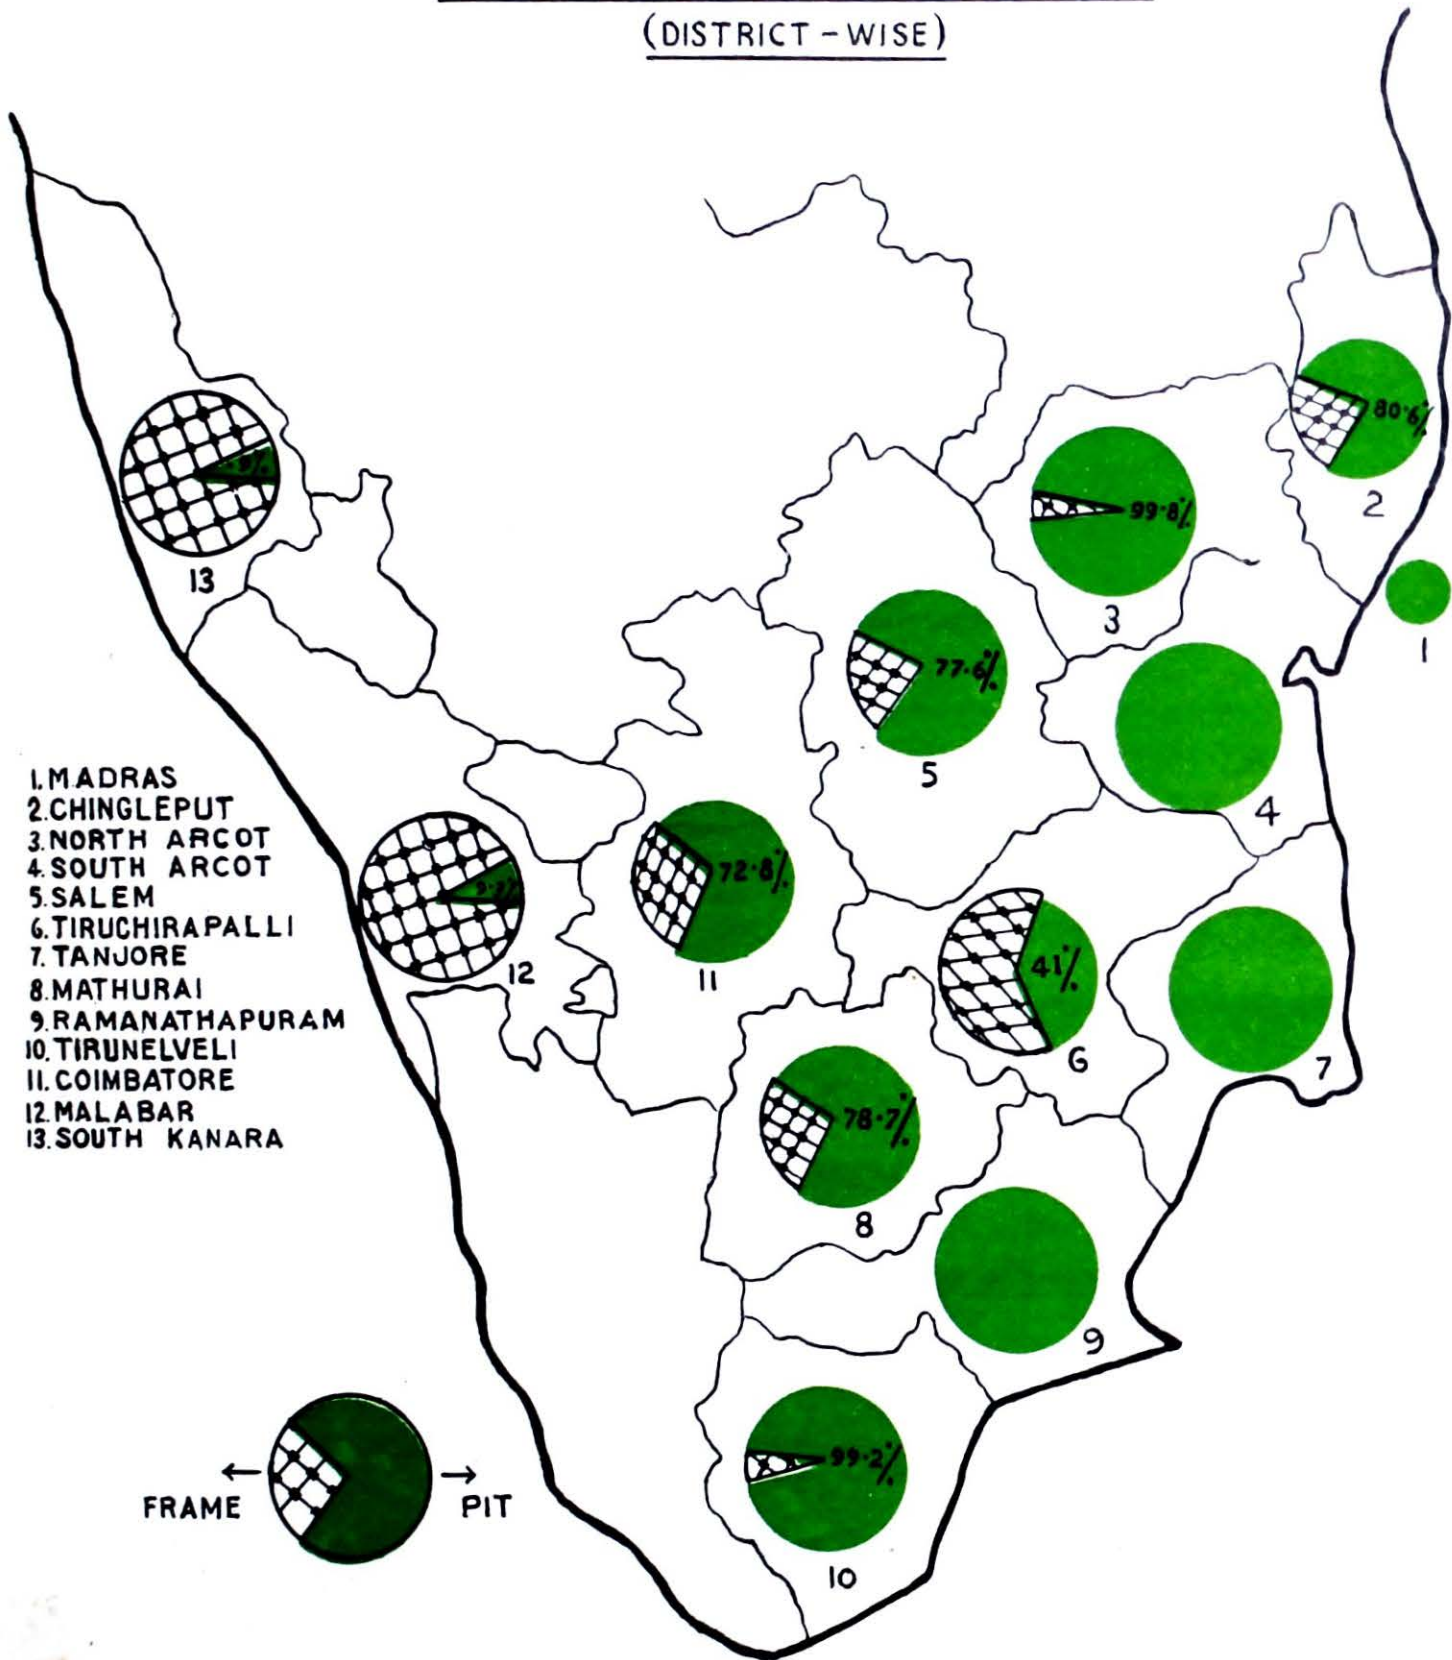 (DISTRICT-WISE)
80.6%
2
99.8%
3
1
13
77.6%
5
4
1. MADRAS
2. CHINGLEPUT
3. NORTH ARCOT
4. SOUTH ARCOT
5. SALEM
6. TIRUCHIRAPALLI
7. TANJORE
8. MATHURAI
9. RAMANATHAPURAM
10. TIRUNELVELI
11. COIMBATORE
12. MALABAR
13. SOUTH KANARA
72.8%
11
12
41%
6
7
78.7%
8
9
99.2%
10
← FRAME
→ PIT